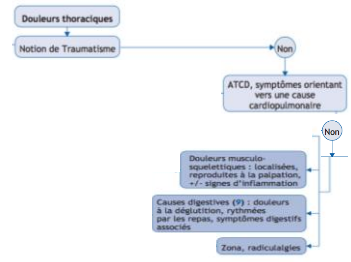 Douleurs thoraciques
Notion de Traumatisme
Non
ATCD, symptômes orientant
vers une cause
cardiopulmonaire
Non
Douleurs musculo-
squelettiques : localisées,
reproduites à la palpation,
+/- signes d'inflammation
Causes digestives (9) : douleurs
à la déglutition, rythmées
par les repas, symptômes digestifs
associés
Zona, radiculalgies